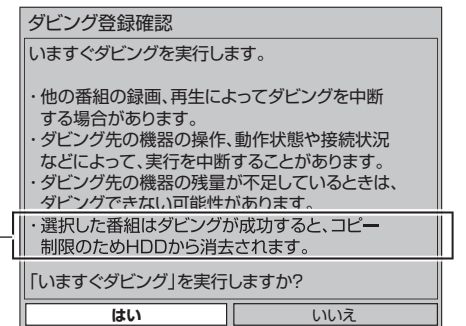 ダビング登録確認
いますぐダビングを実行します。
・他の番組の録画、再生によってダビングを中断
する場合があります。
・ダビング先の機器の操作、動作状態や接続状況
などによって、実行を中断することがあります。
・ダビング先の機器の残量が不足しているときは、
ダビングできない可能性があります。
・選択した番組はダビングが成功すると、コピー
制限のためHDDから消去されます。
「いますぐダビング」を実行しますか?
はい
いいえ